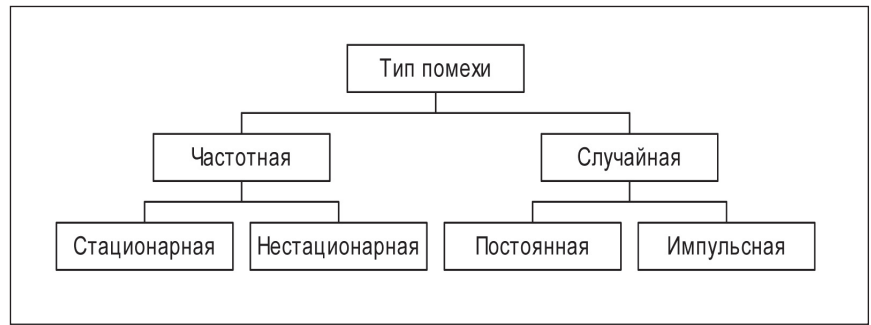 Тип помехи
Частотная
Случайная
Стационарная
Нестационарная
Постоянная
Импульсная